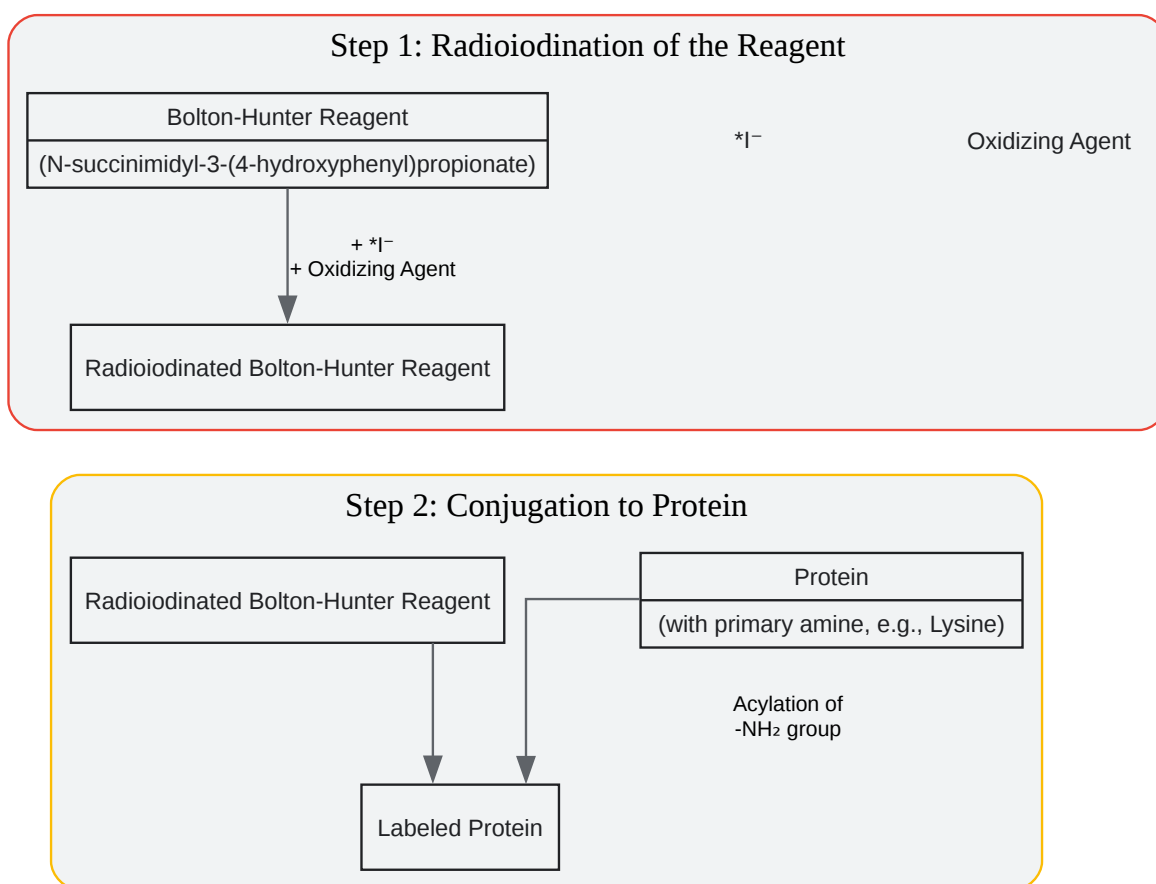 Step 1: Radioiodination of the Reagent
Bolton-Hunter Reagent
(N-succinimidyl-3-(4-hydroxyphenyl)propionate)
*I⁻
Oxidizing Agent
+ *I⁻
+ Oxidizing Agent
Radioiodinated Bolton-Hunter Reagent
Step 2: Conjugation to Protein
Radioiodinated Bolton-Hunter Reagent
Protein
(with primary amine, e.g., Lysine)
Acylation of
-NH₂ group
Labeled Protein